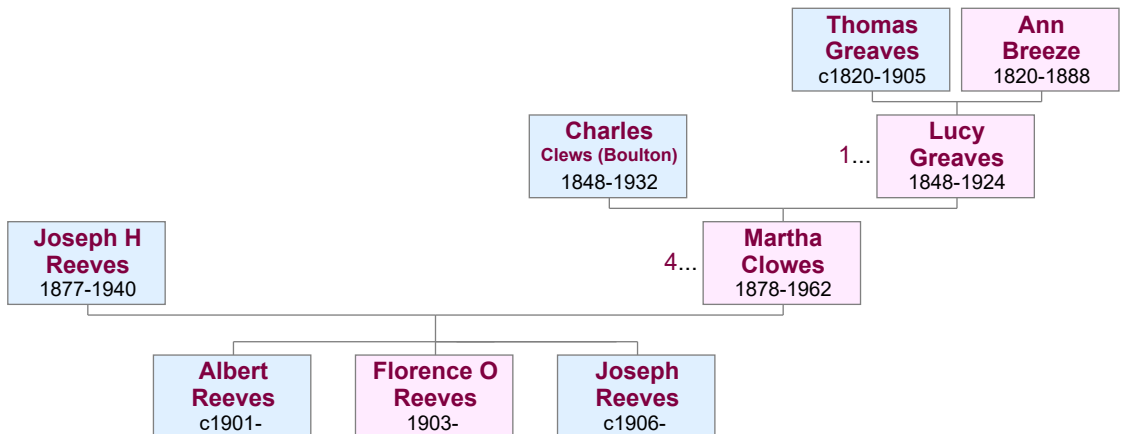 Thomas
Greaves
c1820-1905
Ann
Breeze
1820-1888
Charles
Clews (Boulton)
1848-1932
1...
Lucy
Greaves
1848-1924
Joseph H
Reeves
1877-1940
4...
Martha
Clowes
1878-1962
Albert
Reeves
c1901-
Florence O
Reeves
1903-
Joseph
Reeves
c1906-